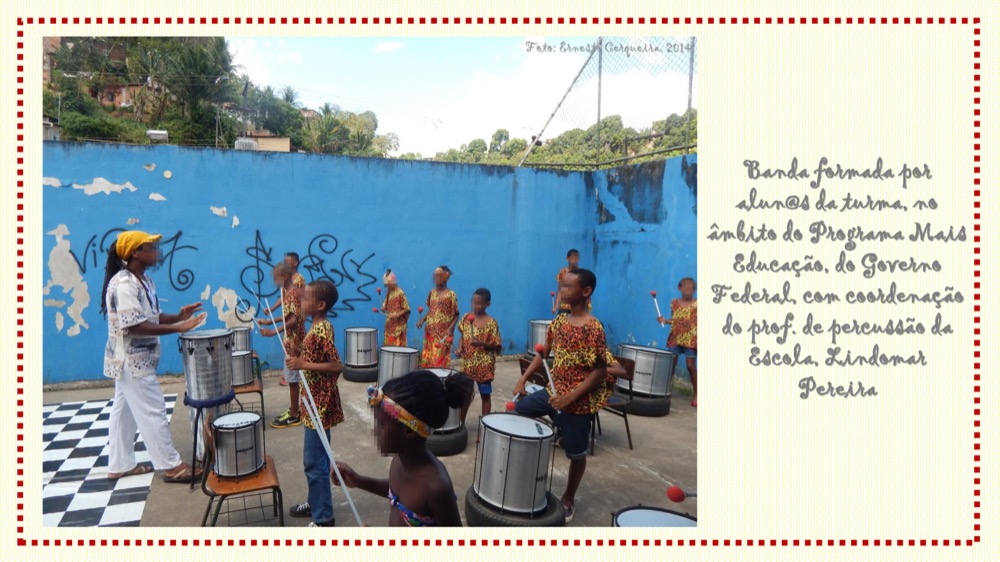 Foto: Ernesto Cerqueira, 2014
Banda formada por
alun@s da turma, no
âmbito do Programa Mais
Educação, do Governo
Federal, com coordenação
do prof. de percussão da
Escola, Lindomar
Pereira